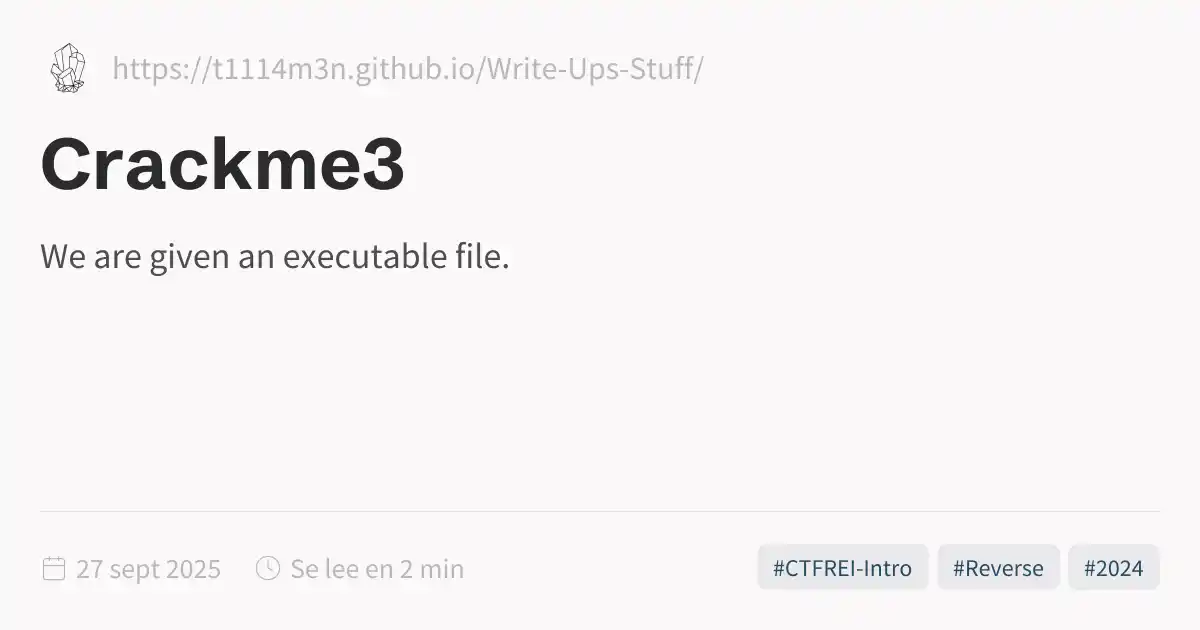 https://t1114m3n.github.io/Write-Ups-Stuff/
Crackme3
We are given an executable file.
27 sept 2025 Se lee en 2 min #CTFREI-Intro #Reverse #2024